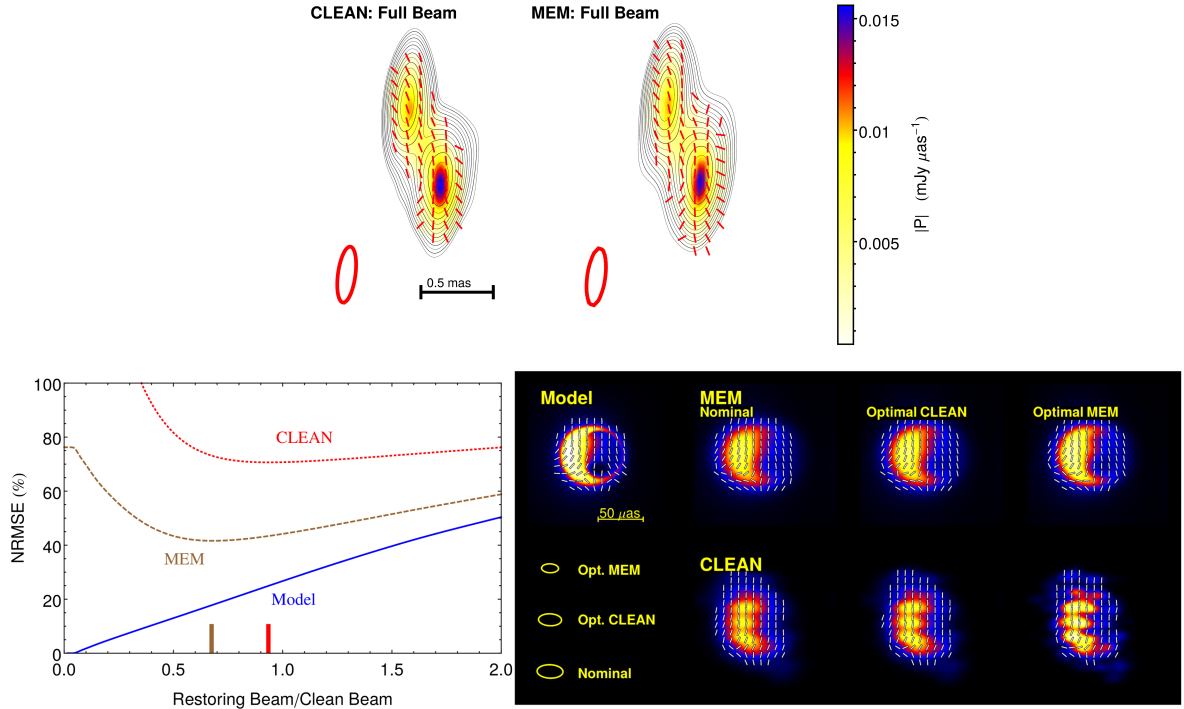 CLEAN: Full Beam
MEM: Full Beam
0.5 mas
0.015
0.01
0.005
|P| (mJy μas⁻¹)
NRMSE (%)
100
80
60
40
20
0
CLEAN
MEM
Model
0.0 0.5 1.0 1.5 2.0
Restoring Beam/Clean Beam
Model
MEM
Nominal
Optimal CLEAN
Optimal MEM
50 μas
CLEAN
Opt. MEM
Opt. CLEAN
Nominal